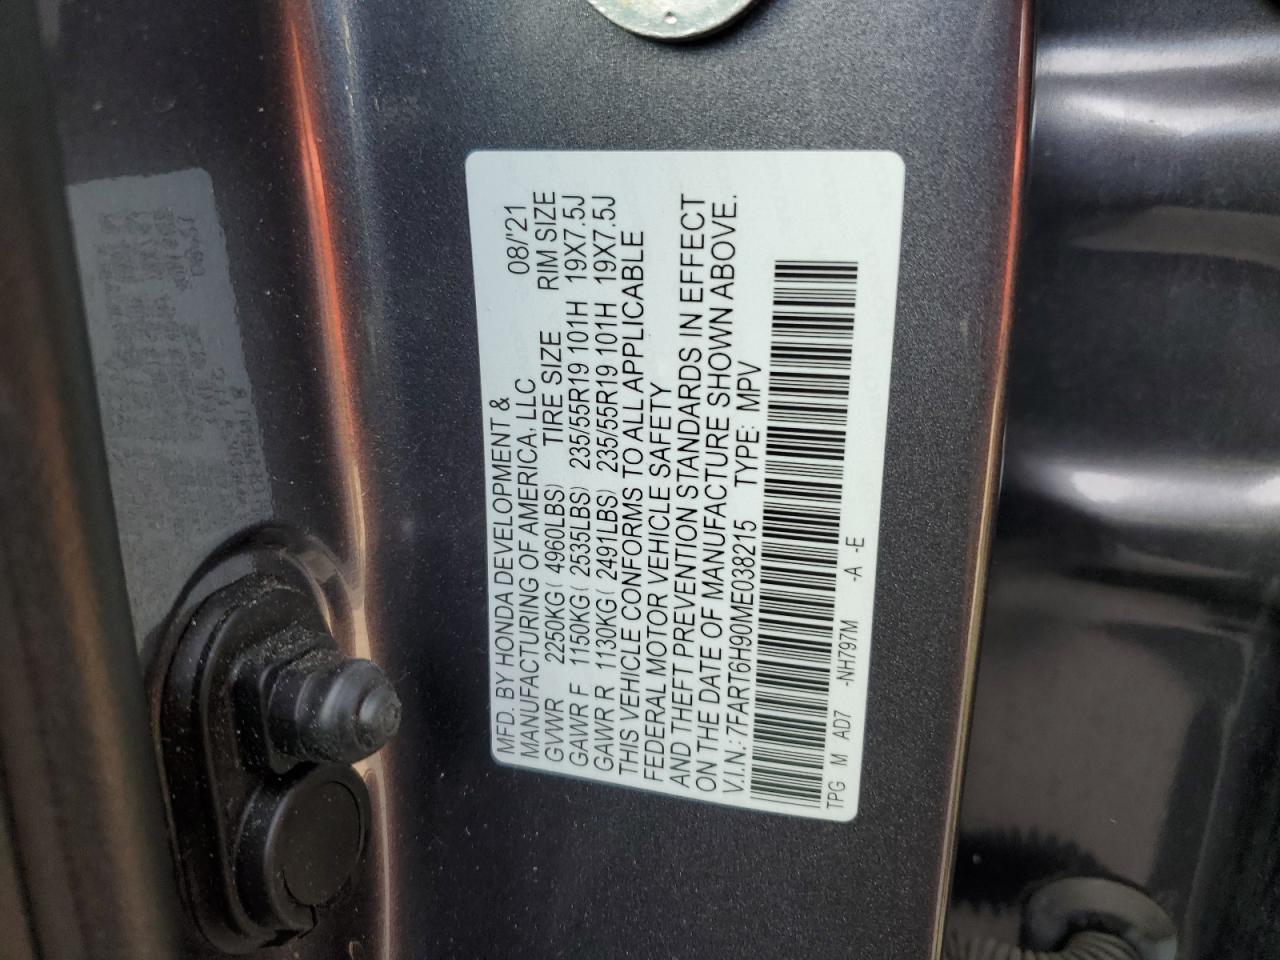 MFD. BY HONDA DEVELOPMENT & 08/'21
MANUFACTURING OF AMERICA, LLC
GVWR 2250KG( 4960LBS) TIRE SIZE RIM SIZE
GAWR F 1150KG( 2535LBS) 235/55R19 101H 19X7.5J
GAWR R 1130KG( 2491LBS) 235/55R19 101H 19X7.5J
THIS VEHICLE CONFORMS TO ALL APPLICABLE
FEDERAL MOTOR VEHICLE SAFETY
AND THEFT PREVENTION STANDARDS IN EFFECT
ON THE DATE OF MANUFACTURE SHOWN ABOVE.
V.I.N.: 7FART6H90ME038215 TYPE: MPV
TPG M AD7 -NH797M -A -E